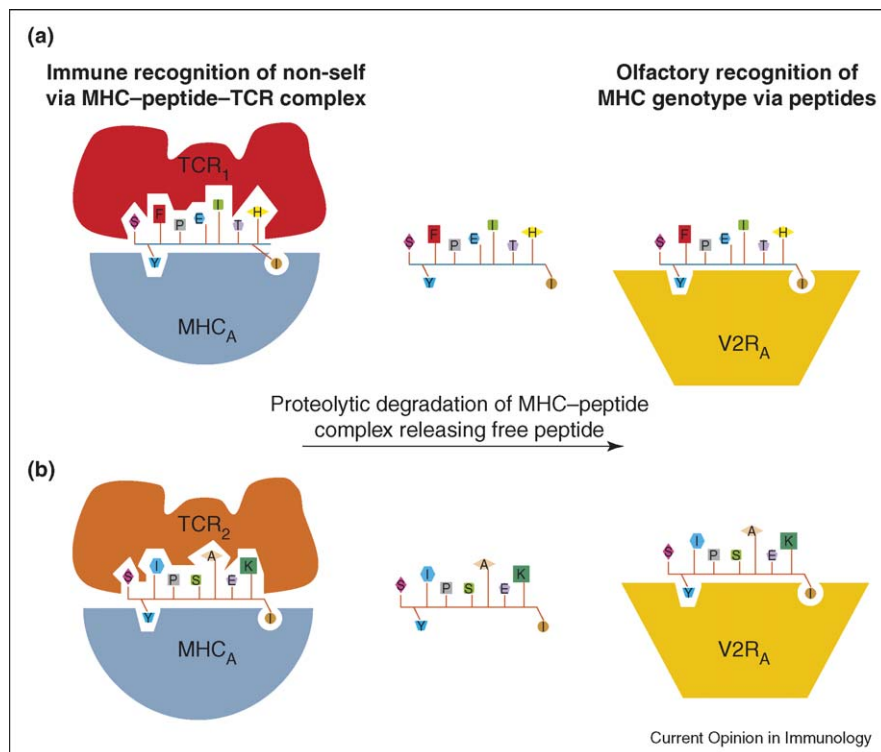 (a)
Immune recognition of non-self
via MHC–peptide–TCR complex
Olfactory recognition of
MHC genotype via peptides
TCR1
S F P E I T H
Y I
MHCA
S F P E I T H
Y I
S F P E I T H
Y I
V2RA
Proteolytic degradation of MHC–peptide
complex releasing free peptide
(b)
TCR2
S I P S A E K
Y I
MHCA
S I P S A E K
Y I
S I P S A E K
Y I
V2RA
Current Opinion in Immunology